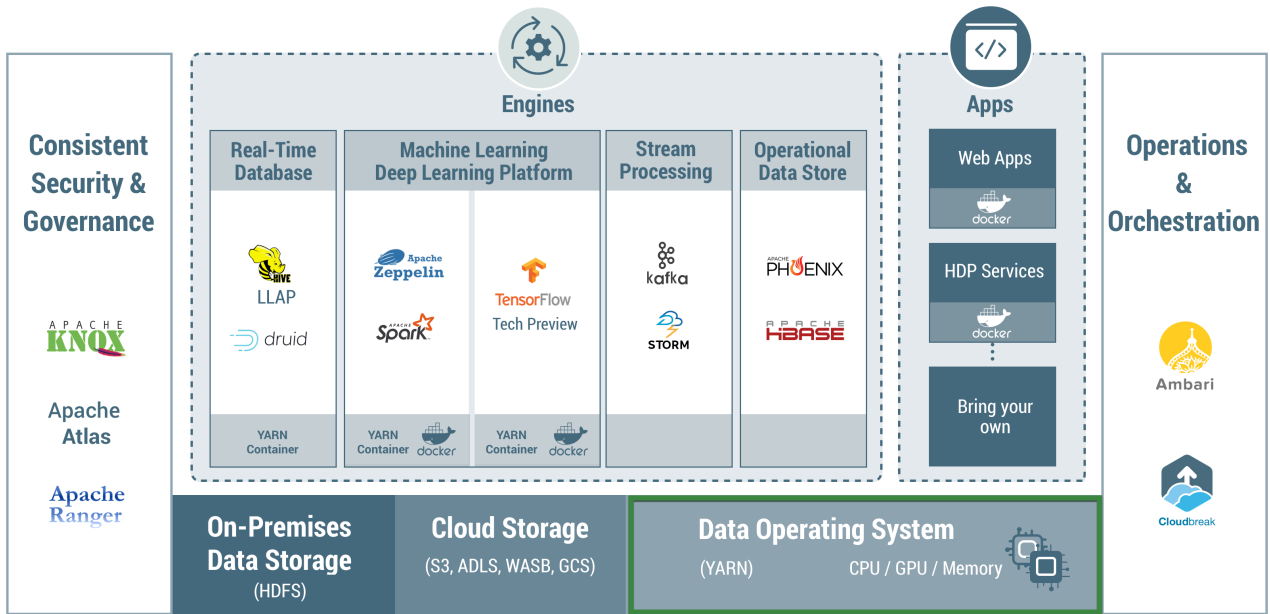 Consistent
Security &
Governance
APACHE
KNOX
Apache
Atlas
Apache
Ranger
Engines
Real-Time
Database
HIVE
LLAP
druid
YARN
Container
Machine Learning
Deep Learning Platform
Apache
Zeppelin
APACHE
Spark
YARN
Container
docker
TensorFlow
Tech Preview
YARN
Container
docker
Stream
Processing
kafka
STORM
Operational
Data Store
APACHE
PHOENIX
APACHE
HBASE
Apps
Web Apps
docker
HDP Services
docker
Bring your
own
Operations
&
Orchestration
Ambari
Cloudbreak
On-Premises
Data Storage
(HDFS)
Cloud Storage
(S3, ADLS, WASB, GCS)
Data Operating System
(YARN) CPU / GPU / Memory